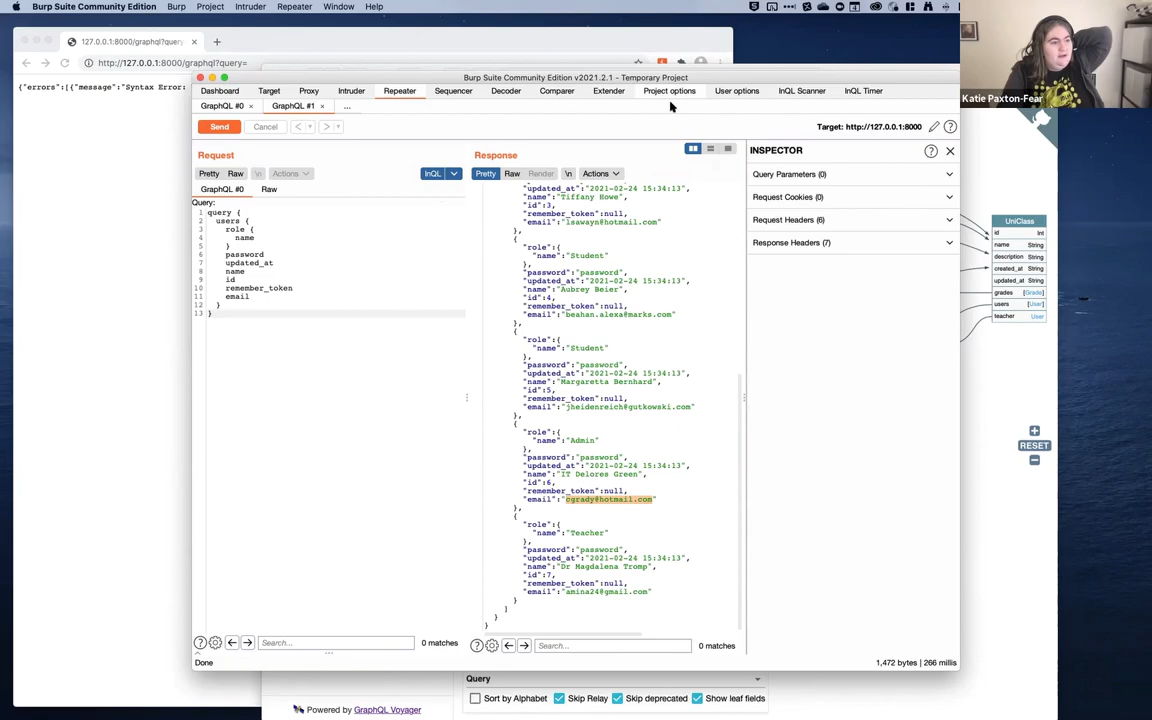 Burp Suite Community Edition Burp Project Intruder Repeater Window Help
127.0.0.1:8000/graphql?query
http://127.0.0.1:8000/graphql?query=
{"errors":[{"message":"Syntax Error:
Burp Suite Community Edition v2021.2.1 - Temporary Project
Dashboard Target Proxy Intruder Repeater Sequencer Decoder Comparer Extender Project options User options InQL Scanner InQL Timer
GraphQL #0 × GraphQL #1 × ...
Send Cancel < > Target: http://127.0.0.1:8000
Request
Pretty Raw \n Actions InQL
GraphQL #0 Raw
Query:
1 query {
2 users {
3 role {
4 name
5 }
6 password
7 updated_at
8 name
9 id
10 remember_token
11 email
12 }
13 }
Search... 0 matches
Response
Pretty Raw Render \n Actions
"updated_at":"2021-02-24 15:34:13",
"name":"Tiffany Howe",
"id":3,
"remember_token":null,
"email":"lsawayn@hotmail.com"
},
{
"role":{
"name":"Student"
},
"password":"password",
"updated_at":"2021-02-24 15:34:13",
"name":"Aubrey Beier",
"id":4,
"remember_token":null,
"email":"beahan.alexa@marks.com"
},
{
"role":{
"name":"Student"
},
"password":"password",
"updated_at":"2021-02-24 15:34:13",
"name":"Margaretta Bernhard",
"id":5,
"remember_token":null,
"email":"jheidenreich@gutkowski.com"
},
{
"role":{
"name":"Admin"
},
"password":"password",
"updated_at":"2021-02-24 15:34:13",
"name":"IT Delores Green",
"id":6,
"remember_token":null,
"email":"cgrady@hotmail.com"
},
{
"role":{
"name":"Teacher"
},
"password":"password",
"updated_at":"2021-02-24 15:34:13",
"name":"Dr Magdalena Tromp",
"id":7,
"remember_token":null,
"email":"amina24@gmail.com"
}
]
}
}
Search... 0 matches
INSPECTOR
Query Parameters (0)
Request Cookies (0)
Request Headers (6)
Response Headers (7)
Done
1,472 bytes | 266 millis
Katie Paxton-Fear
UniClass
id Int
name String
description String
created_at String
updated_at String
grades [Grade]
users [User]
teacher User
RESET
Query
Sort by Alphabet Skip Relay Skip deprecated Show leaf fields
Powered by GraphQL Voyager